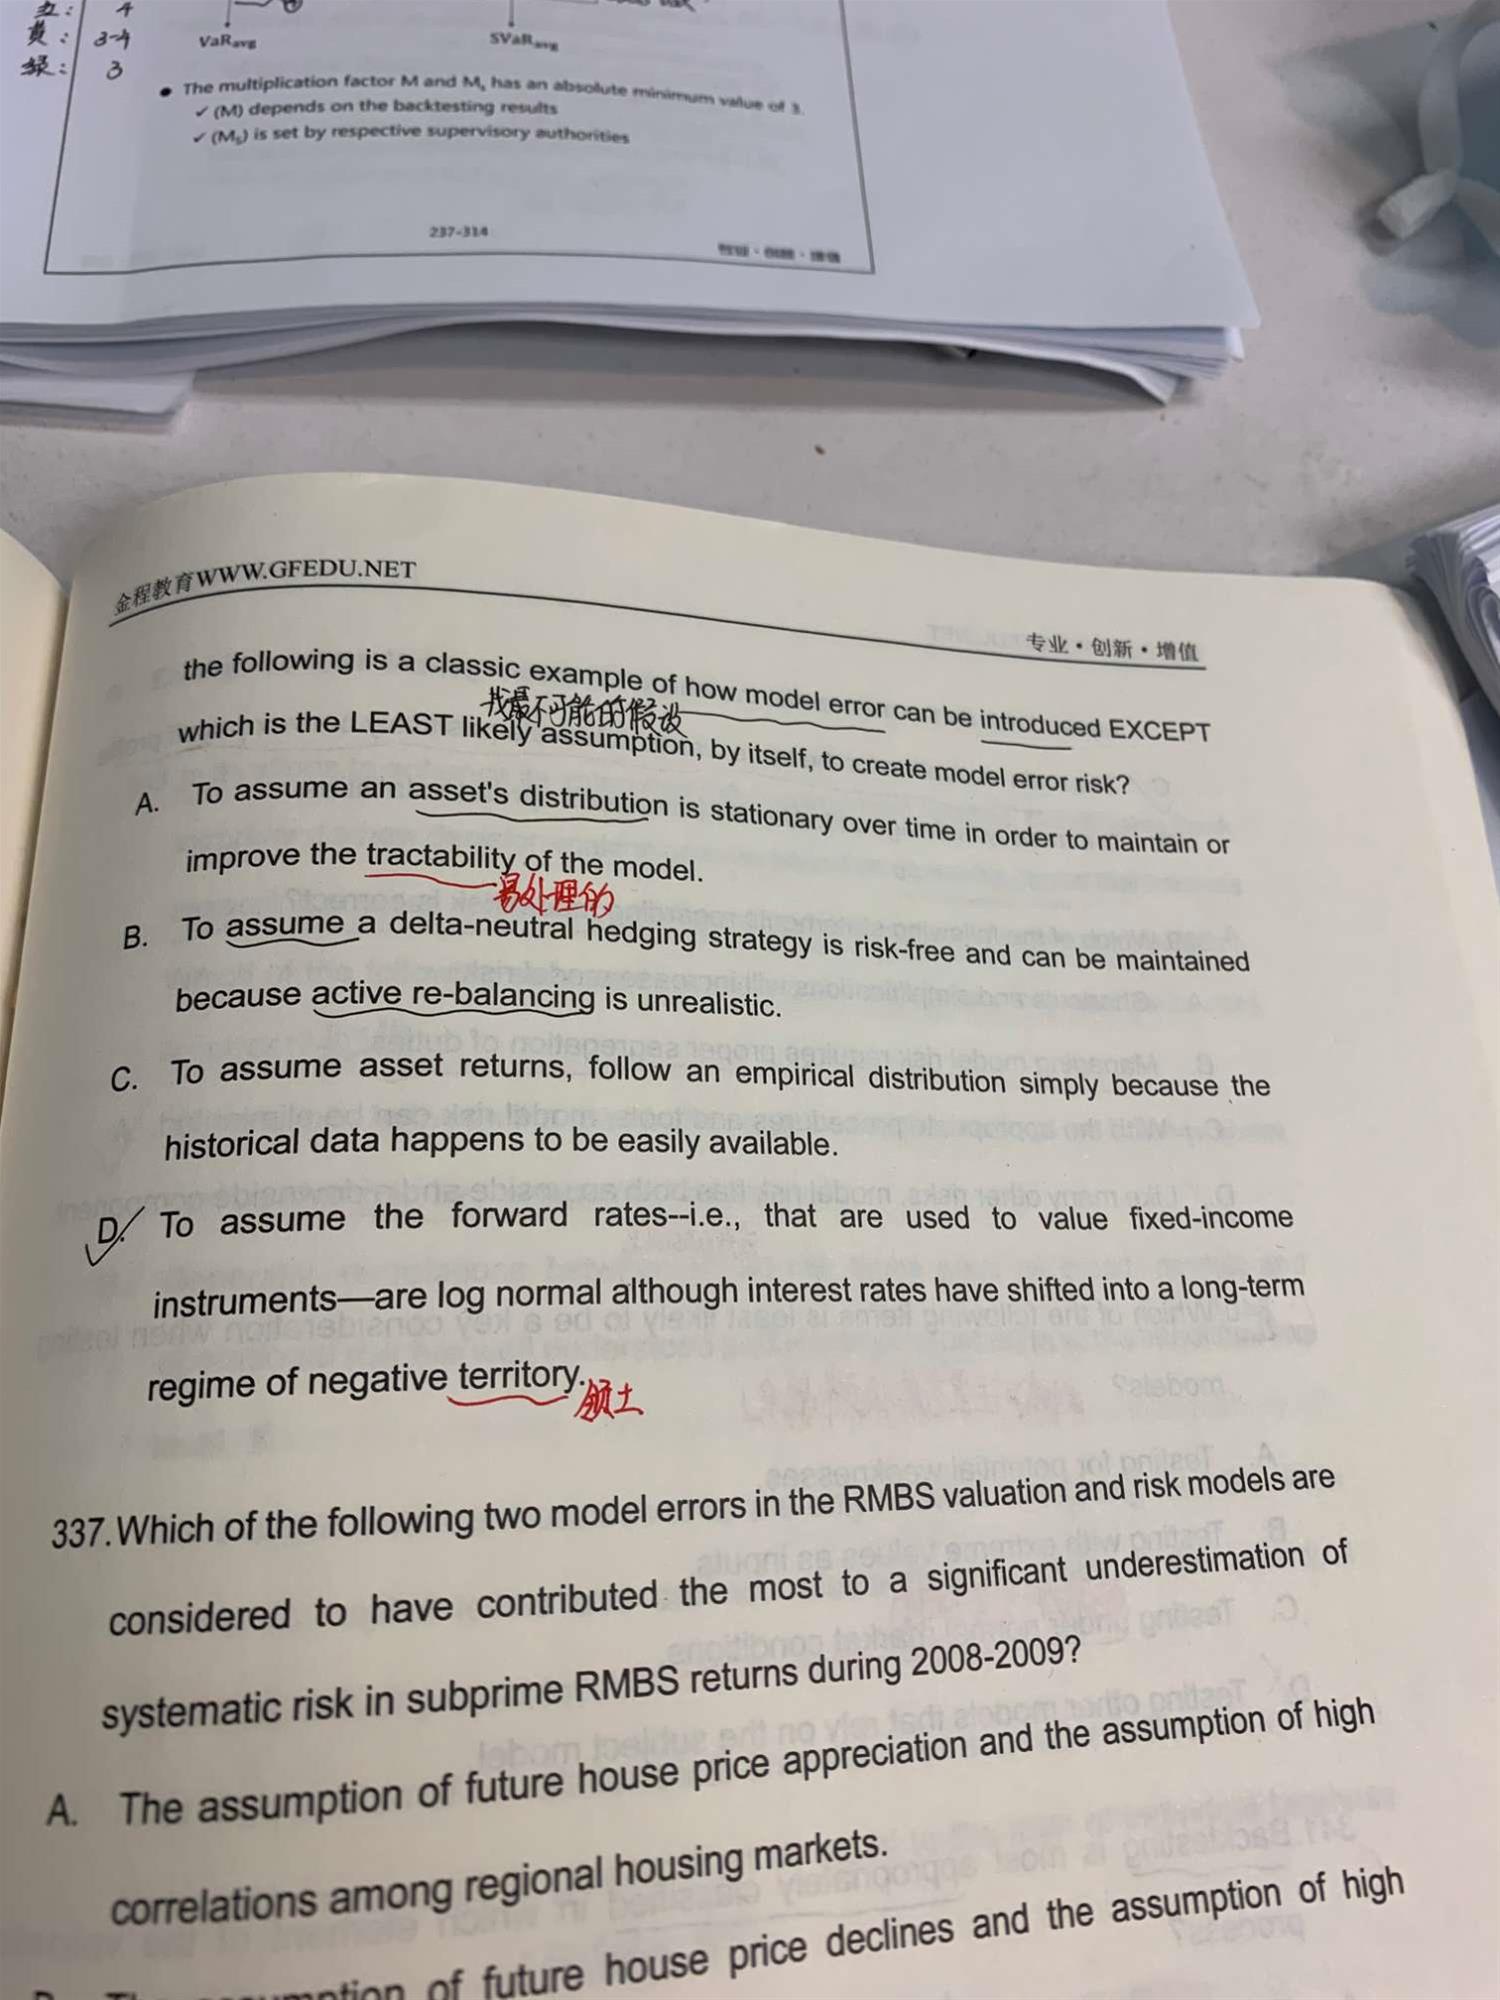 黄: 3-4
绿: 3
VaRavg
SVaRavg
• The multiplication factor M and Ms has an absolute minimum value of 3.
✓ (M) depends on the backtesting results
✓ (Ms) is set by respective supervisory authorities
237-314
金程教育WWW.GFEDU.NET
专业·创新·增值
the following is a classic example of how model error can be introduced EXCEPT
找最不可能的假设
which is the LEAST likely assumption, by itself, to create model error risk?
A. To assume an asset's distribution is stationary over time in order to maintain or
improve the tractability of the model.
易处理的
B. To assume a delta-neutral hedging strategy is risk-free and can be maintained
because active re-balancing is unrealistic.
C. To assume asset returns, follow an empirical distribution simply because the
historical data happens to be easily available.
D. To assume the forward rates--i.e., that are used to value fixed-income
instruments—are log normal although interest rates have shifted into a long-term
regime of negative territory.
领土
337. Which of the following two model errors in the RMBS valuation and risk models are
considered to have contributed the most to a significant underestimation of
systematic risk in subprime RMBS returns during 2008-2009?
A. The assumption of future house price appreciation and the assumption of high
correlations among regional housing markets.
of future house price declines and the assumption of high